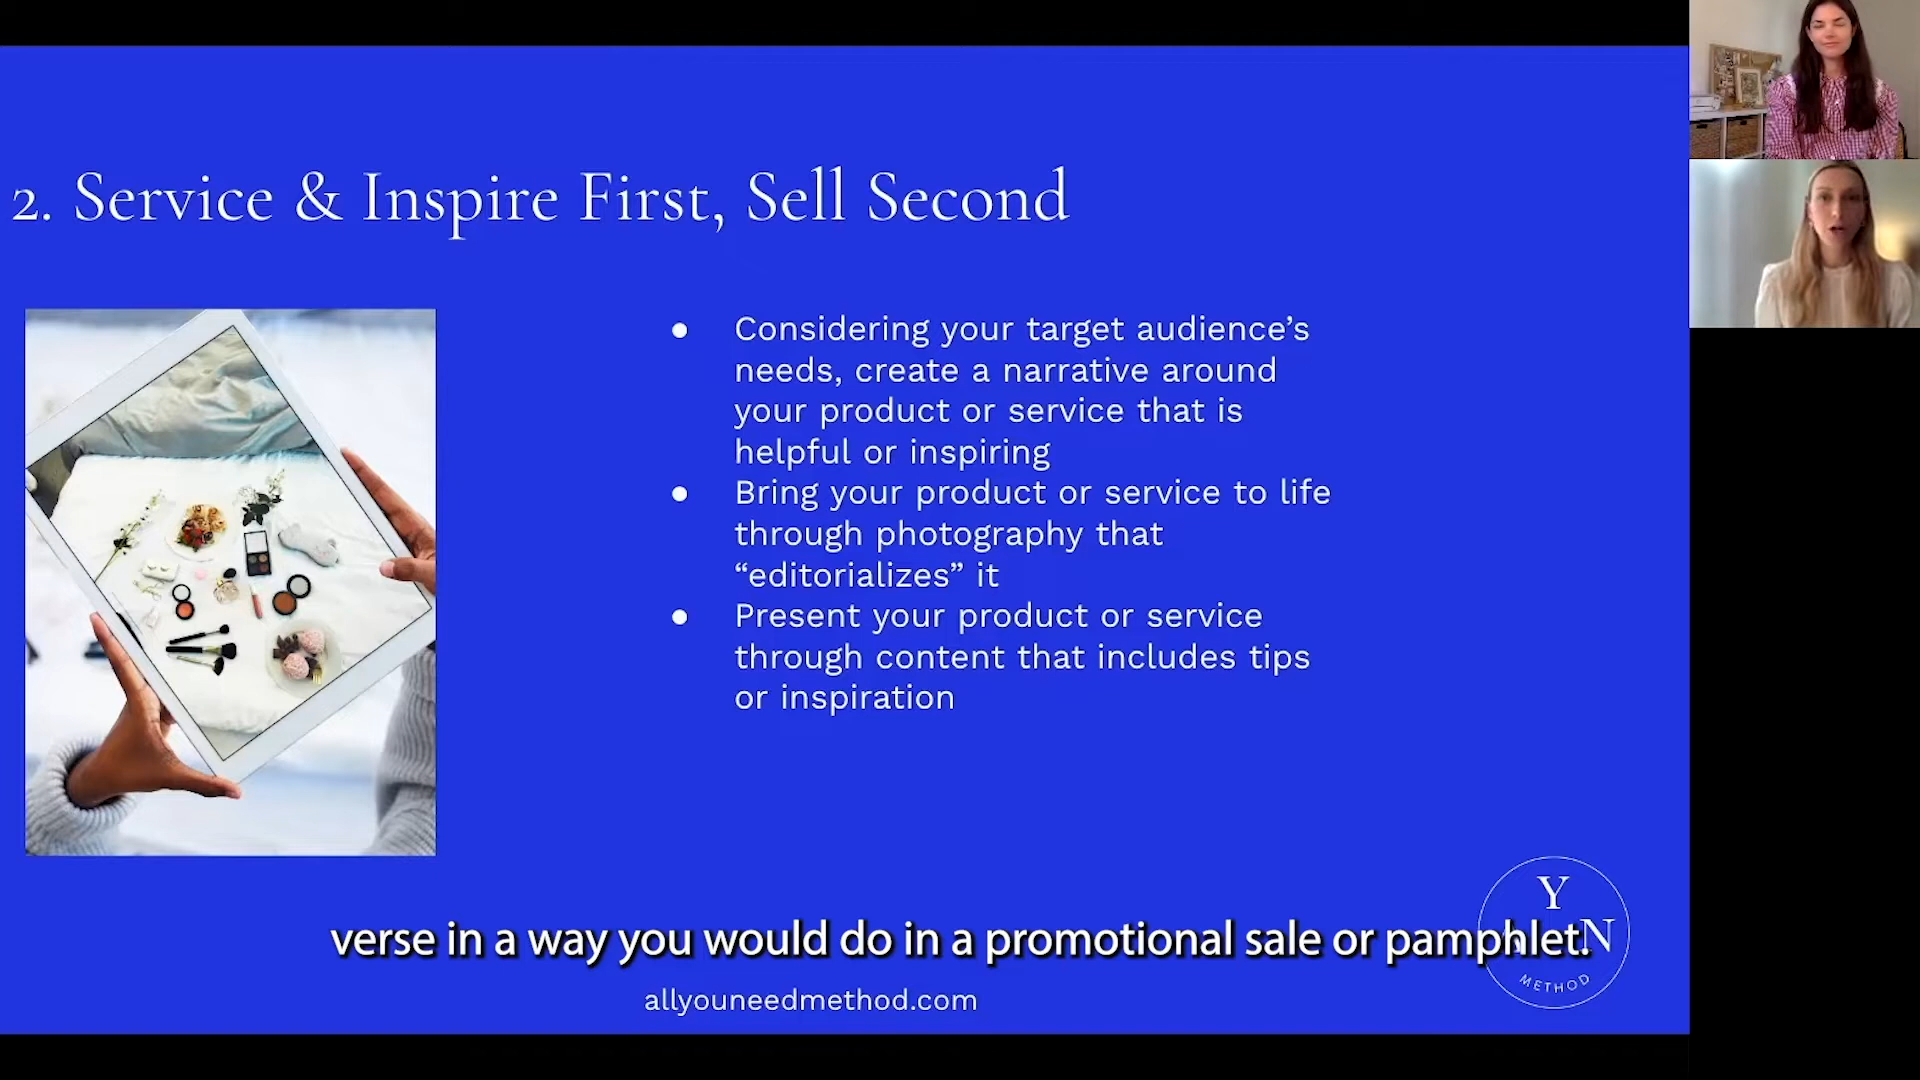 2. Service & Inspire First, Sell Second
● Considering your target audience’s
needs, create a narrative around
your product or service that is
helpful or inspiring
● Bring your product or service to life
through photography that
“editorializes” it
● Present your product or service
through content that includes tips
or inspiration
verse in a way you would do in a promotional sale or pamphlet.
allyouneedmethod.com
Y
N
METHOD